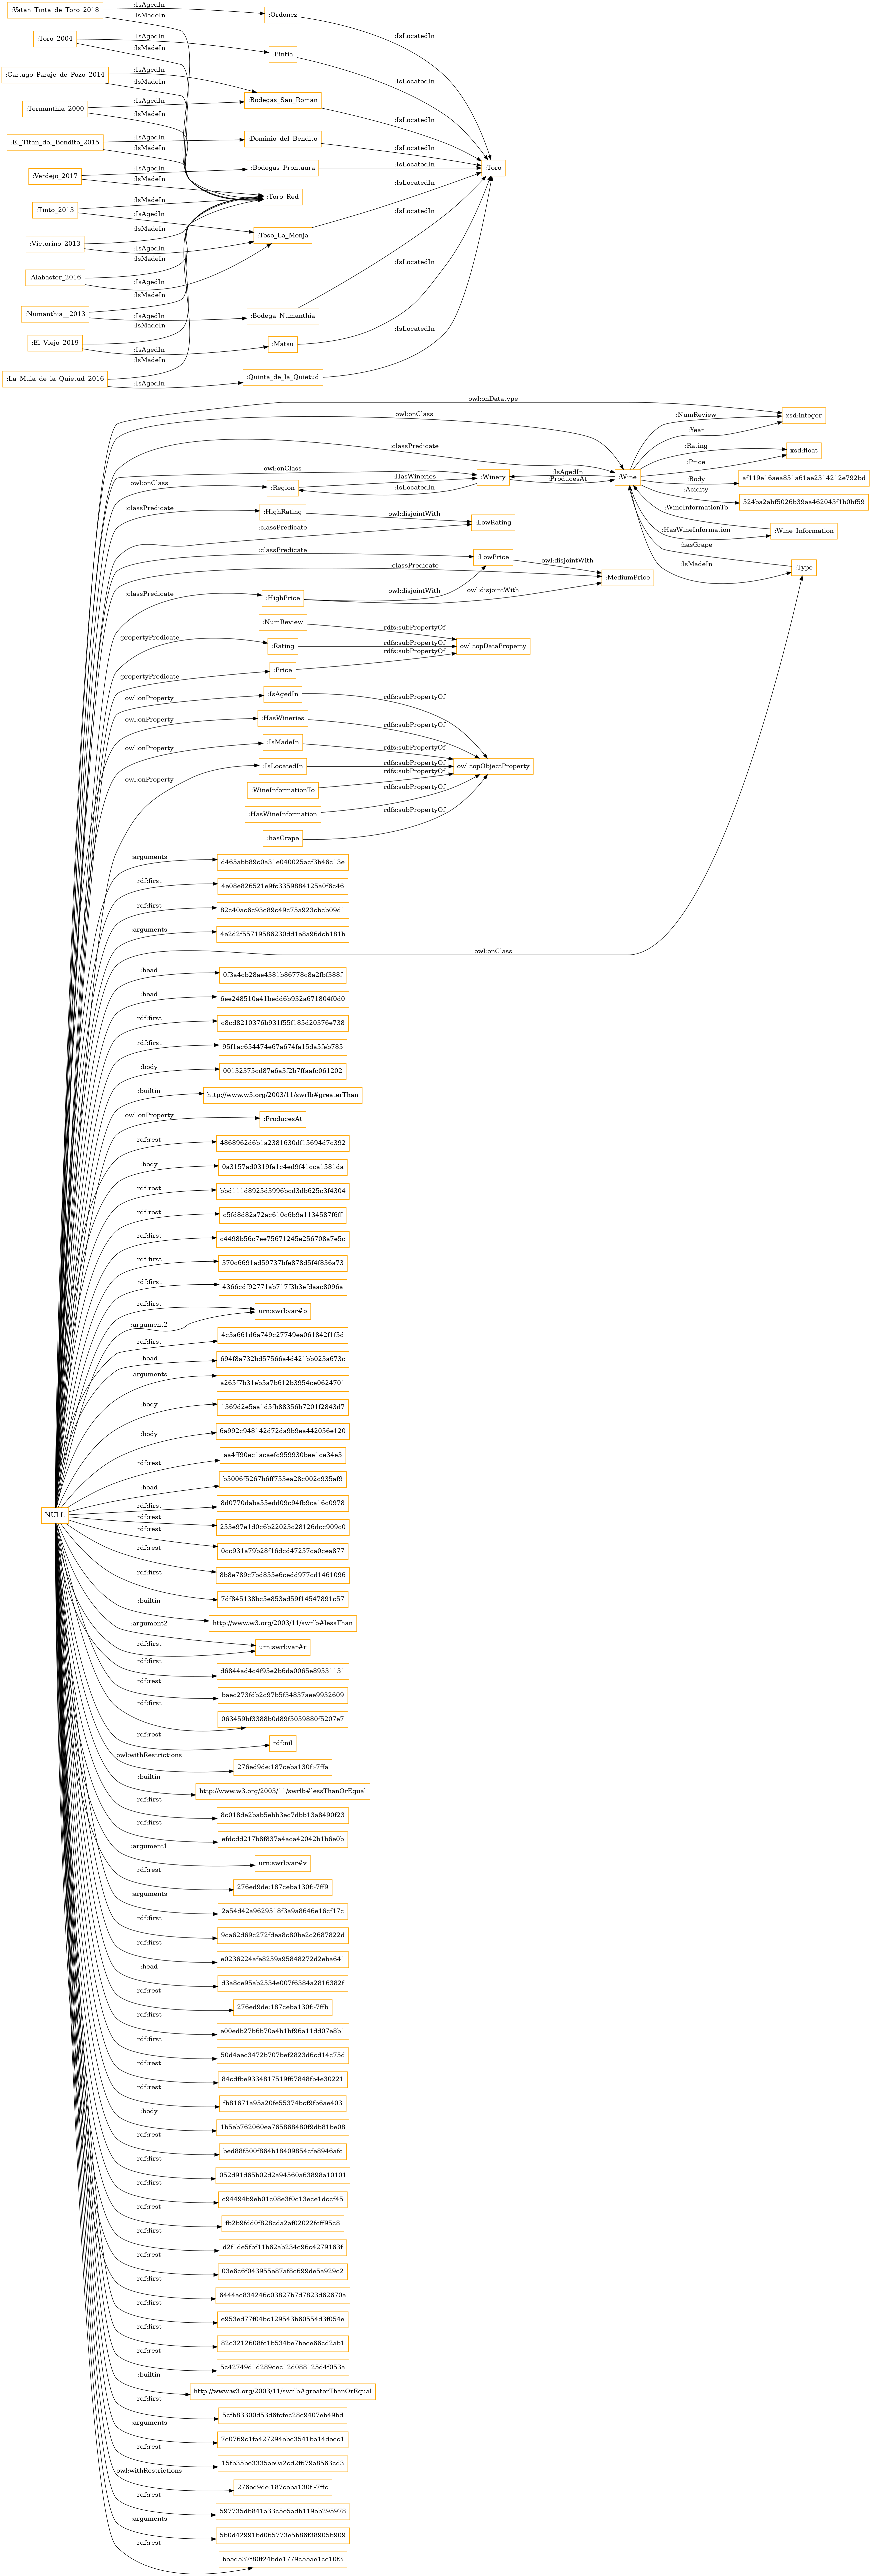 :Vatan_Tinta_de_Toro_2018
:IsAgedIn
:IsMadeIn
:Ordonez
:IsLocatedIn
:Toro_2004
:IsAgedIn
:IsMadeIn
:Pintia
:IsLocatedIn
:Cartago_Paraje_de_Pozo_2014
:IsAgedIn
:IsMadeIn
:Bodegas_San_Roman
:IsLocatedIn
:Termanthia_2000
:IsAgedIn
:IsMadeIn
:El_Titan_del_Bendito_2015
:IsAgedIn
:IsMadeIn
:Dominio_del_Bendito
:IsLocatedIn
:Verdejo_2017
:IsAgedIn
:IsMadeIn
:Bodegas_Frontaura
:IsLocatedIn
:Toro
:Toro_Red
:Tinto_2013
:IsMadeIn
:IsAgedIn
:IsLocatedIn
:Victorino_2013
:IsMadeIn
:IsAgedIn
:Teso_La_Monja
:IsLocatedIn
:Alabaster_2016
:IsMadeIn
:IsAgedIn
:IsLocatedIn
:Numanthia__2013
:IsMadeIn
:IsAgedIn
:Bodega_Numanthia
:El_Viejo_2019
:IsMadeIn
:IsAgedIn
:Matsu
:IsLocatedIn
:La_Mula_de_la_Quietud_2016
:IsMadeIn
:IsAgedIn
:Quinta_de_la_Quietud
owl:onDatatype
xsd:integer
owl:onClass
:NumReview
:Year
:classPredicate
:Rating
xsd:float
:Price
owl:onClass
:Winery
:IsAgedIn
:ProducesAt
:Wine
:Body
af119e16aea851a61ae2314212e792bd
owl:onClass
:Region
:HasWineries
:IsLocatedIn
:Acidity
524ba2abf5026b39aa462043f1b0bf59
:classPredicate
:HighRating
owl:disjointWith
:LowRating
:classPredicate
:WineInformationTo
:HasWineInformation
:Wine_Information
:hasGrape
:IsMadeIn
:Type
:classPredicate
:LowPrice
owl:disjointWith
:MediumPrice
:classPredicate
:classPredicate
:HighPrice
owl:disjointWith
owl:disjointWith
:NumReview
rdfs:subPropertyOf
:propertyPredicate
:Rating
rdfs:subPropertyOf
owl:topDataProperty
:propertyPredicate
:Price
rdfs:subPropertyOf
owl:onProperty
:IsAgedIn
rdfs:subPropertyOf
owl:onProperty
:HasWineries
rdfs:subPropertyOf
owl:onProperty
:IsMadeIn
rdfs:subPropertyOf
owl:onProperty
:IsLocatedIn
rdfs:subPropertyOf
owl:topObjectProperty
:WineInformationTo
rdfs:subPropertyOf
:HasWineInformation
rdfs:subPropertyOf
:hasGrape
rdfs:subPropertyOf
:arguments
d465abb89c0a31e040025acf3b46c13e
rdf:first
4e08e826521e9fc3359884125a0f6c46
rdf:first
82c40ac6c93c89c49c75a923cbcb09d1
:arguments
4e2d2f55719586230dd1e8a96dcb181b
owl:onClass
:head
0f3a4cb28ae4381b86778c8a2fbf388f
:head
6ee248510a41bedd6b932a671804f0d0
rdf:first
c8cd8210376b931f55f185d20376e738
rdf:first
95f1ac654474e67a674fa15da5feb785
:body
00132375cd87e6a3f2b7ffaafc061202
:builtin
http://www.w3.org/2003/11/swrlb#greaterThan
owl:onProperty
:ProducesAt
rdf:rest
4868962d6b1a2381630df15694d7c392
:body
0a3157ad0319fa1c4ed9f41cca1581da
rdf:rest
bbd111d8925d3996bcd3db625c3f4304
rdf:rest
c5fd8d82a72ac610c6b9a1134587f6ff
rdf:first
c4498b56c7ee75671245e256708a7e5c
rdf:first
370c6691ad59737bfe878d5f4f836a73
rdf:first
4366cdf92771ab717f3b3efdaac8096a
rdf:first
urn:swrl:var#p
:argument2
rdf:first
4c3a661d6a749c27749ea061842f1f5d
:head
694f8a732bd57566a4d421bb023a673c
:arguments
a265f7b31eb5a7b612b3954ce0624701
:body
1369d2e5aa1d5fb88356b7201f2843d7
:body
6a992c948142d72da9b9ea442056e120
rdf:rest
aa4ff90ec1acaefc959930bee1ce34e3
:head
b5006f5267b6ff753ea28c002c935af9
rdf:first
8d0770daba55edd09c94fb9ca16c0978
NULL
rdf:rest
253e97e1d0c6b22023c28126dcc909c0
rdf:rest
0cc931a79b28f16dcd47257ca0cea877
rdf:rest
8b8e789c7bd855e6cedd977cd1461096
rdf:first
7df845138bc5e853ad59f14547891c57
:builtin
http://www.w3.org/2003/11/swrlb#lessThan
:argument2
urn:swrl:var#r
rdf:first
rdf:first
d6844ad4c4f95e2b6da0065e89531131
rdf:rest
baec273fdb2c97b5f34837aee9932609
rdf:first
063459bf3388b0d89f5059880f5207e7
rdf:rest
rdf:nil
owl:withRestrictions
276ed9de:187ceba130f:-7ffa
:builtin
http://www.w3.org/2003/11/swrlb#lessThanOrEqual
rdf:first
8c018de2bab5ebb3ec7dbb13a8490f23
rdf:first
efdcdd217b8f837a4aca42042b1b6e0b
:argument1
urn:swrl:var#v
rdf:rest
276ed9de:187ceba130f:-7ff9
:arguments
2a54d42a9629518f3a9a8646e16cf17c
rdf:first
9ca62d69c272fdea8c80be2c2687822d
rdf:first
e0236224afe8259a95848272d2eba641
:head
d3a8ce95ab2534e007f6384a2816382f
rdf:rest
276ed9de:187ceba130f:-7ffb
rdf:first
e00edb27b6b70a4b1bf96a11dd07e8b1
rdf:first
50d4aec3472b707bef2823d6cd14c75d
rdf:rest
84cdfbe9334817519f67848fb4e30221
rdf:rest
fb81671a95a20fe55374bcf9fb6ae403
:body
1b5eb762060ea765868480f9db81be08
rdf:rest
bed88f500f864b18409854cfe8946afc
rdf:first
052d91d65b02d2a94560a63898a10101
rdf:first
c94494b9eb01c08e3f0c13ece1dccf45
rdf:rest
fb2b9fdd0f828cda2af02022fcff95c8
rdf:first
d2f1de5fbf11b62ab234c96c4279163f
rdf:rest
03e6c6f043955e87af8c699de5a929c2
rdf:first
6444ac834246c03827b7d7823d62670a
rdf:first
e953ed77f04bc129543b60554d3f054e
rdf:first
82c3212608fc1b534be7bece66cd2ab1
rdf:rest
5c42749d1d289cec12d088125d4f053a
:builtin
http://www.w3.org/2003/11/swrlb#greaterThanOrEqual
rdf:first
5cfb83300d53d6fcfec28c9407eb49bd
:arguments
7c0769c1fa427294ebc3541ba14decc1
rdf:rest
15fb35be3335ae0a2cd2f679a8563cd3
owl:withRestrictions
276ed9de:187ceba130f:-7ffc
rdf:rest
597735db841a33c5e5adb119eb295978
:arguments
5b0d42991bd065773e5b86f38905b909
rdf:rest
be5d537f80f24bde1779c55ae1cc10f3